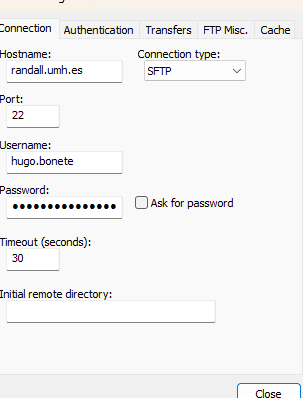 Connection Authentication Transfers FTP Misc. Cache
Hostname: Connection type:
randall.umh.es SFTP
Port:
22
Username:
hugo.bonete
Password:
●●●●●●●●●●●●●●● Ask for password
Timeout (seconds):
30
Initial remote directory:
Close